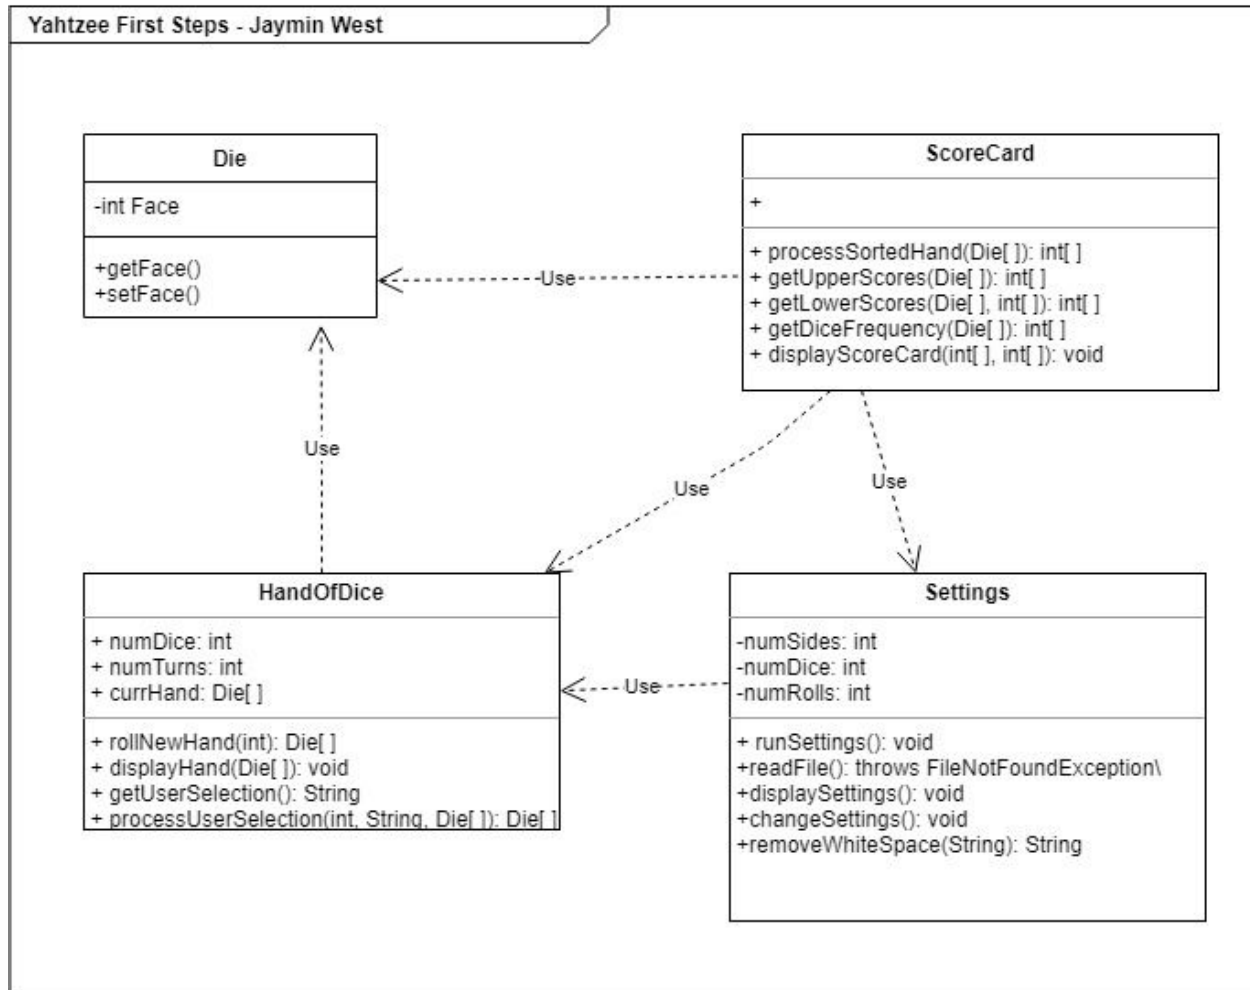 Yahtzee First Steps - Jaymin West
Die
-int Face
+getFace()
+setFace()
ScoreCard
+
+ processSortedHand(Die[ ]): int[ ]
+ getUpperScores(Die[ ]): int[ ]
+ getLowerScores(Die[ ], int[ ]): int[ ]
+ getDiceFrequency(Die[ ]): int[ ]
+ displayScoreCard(int[ ], int[ ]): void
Use
Use
Use
Use
HandOfDice
+ numDice: int
+ numTurns: int
+ currHand: Die[ ]
+ rollNewHand(int): Die[ ]
+ displayHand(Die[ ]): void
+ getUserSelection(): String
+ processUserSelection(int, String, Die[ ]): Die[ ]
Use
Settings
-numSides: int
-numDice: int
-numRolls: int
+ runSettings(): void
+readFile(): throws FileNotFoundException\
+displaySettings(): void
+changeSettings(): void
+removeWhiteSpace(String): String